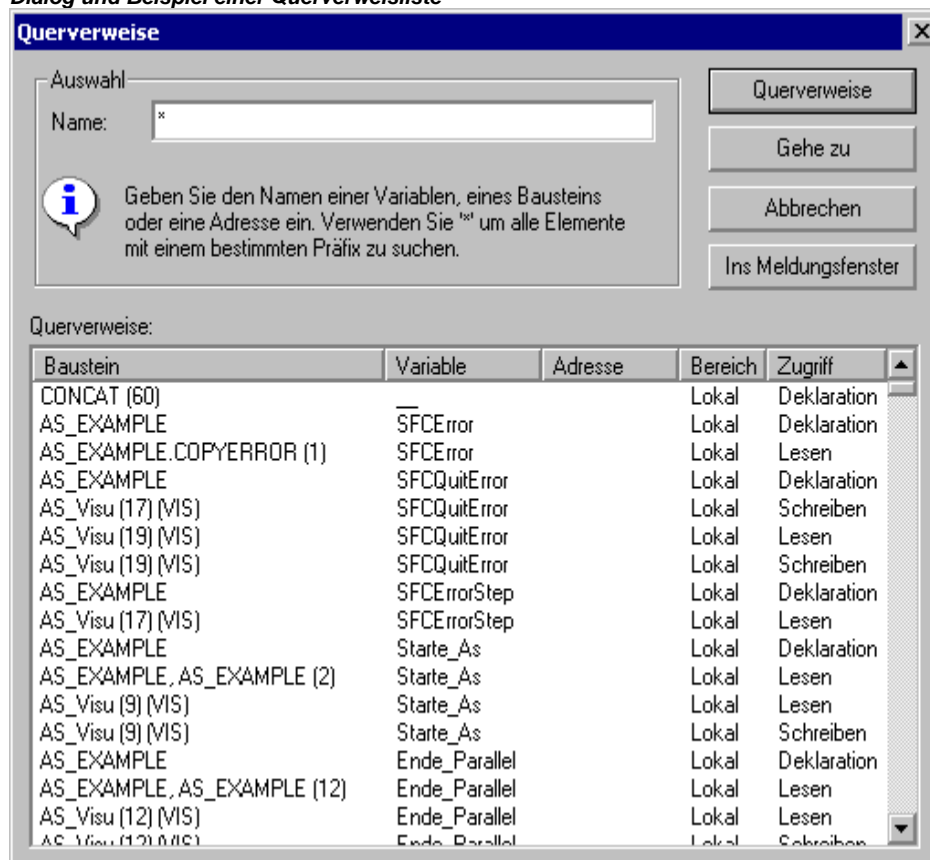 Dialog und Beispiel einer Querverweisliste
Querverweise
Auswahl
Name: *
Geben Sie den Namen einer Variablen, eines Bausteins
oder eine Adresse ein. Verwenden Sie '*' um alle Elemente
mit einem bestimmten Präfix zu suchen.
Querverweise
Gehe zu
Abbrechen
Ins Meldungsfenster
Querverweise:
Baustein Variable Adresse Bereich Zugriff
CONCAT (60) __ Lokal Deklaration
AS_EXAMPLE SFCError Lokal Deklaration
AS_EXAMPLE.COPYERROR (1) SFCError Lokal Lesen
AS_EXAMPLE SFCQuitError Lokal Deklaration
AS_Visu (17) (VIS) SFCQuitError Lokal Schreiben
AS_Visu (19) (VIS) SFCQuitError Lokal Lesen
AS_Visu (19) (VIS) SFCQuitError Lokal Schreiben
AS_EXAMPLE SFCErrorStep Lokal Deklaration
AS_Visu (17) (VIS) SFCErrorStep Lokal Lesen
AS_EXAMPLE Starte_As Lokal Deklaration
AS_EXAMPLE, AS_EXAMPLE (2) Starte_As Lokal Lesen
AS_Visu (9) (VIS) Starte_As Lokal Lesen
AS_Visu (9) (VIS) Starte_As Lokal Schreiben
AS_EXAMPLE Ende_Parallel Lokal Deklaration
AS_EXAMPLE, AS_EXAMPLE (12) Ende_Parallel Lokal Lesen
AS_Visu (12) (VIS) Ende_Parallel Lokal Lesen
AS_Visu (12) (VIS) Ende_Parallel Lokal Schreiben